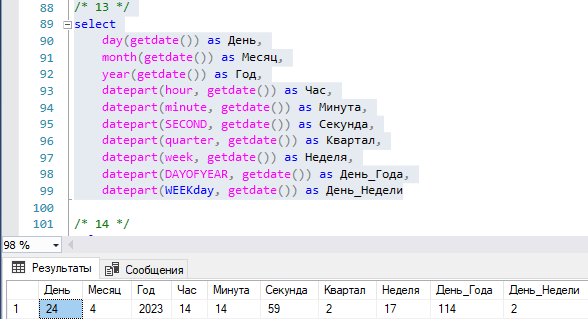 88 /* 13 */
89 select
90 day(getdate()) as День,
91 month(getdate()) as Месяц,
92 year(getdate()) as Год,
93 datepart(hour, getdate()) as Час,
94 datepart(minute, getdate()) as Минута,
95 datepart(SECOND, getdate()) as Секунда,
96 datepart(quarter, getdate()) as Квартал,
97 datepart(week, getdate()) as Неделя,
98 datepart(DAYOFYEAR, getdate()) as День_Года,
99 datepart(WEEKday, getdate()) as День_Недели
100
101 /* 14 */
98 %
Результаты Сообщения
День Месяц Год Час Минута Секунда Квартал Неделя День_Года День_Недели
1 24 4 2023 14 14 59 2 17 114 2